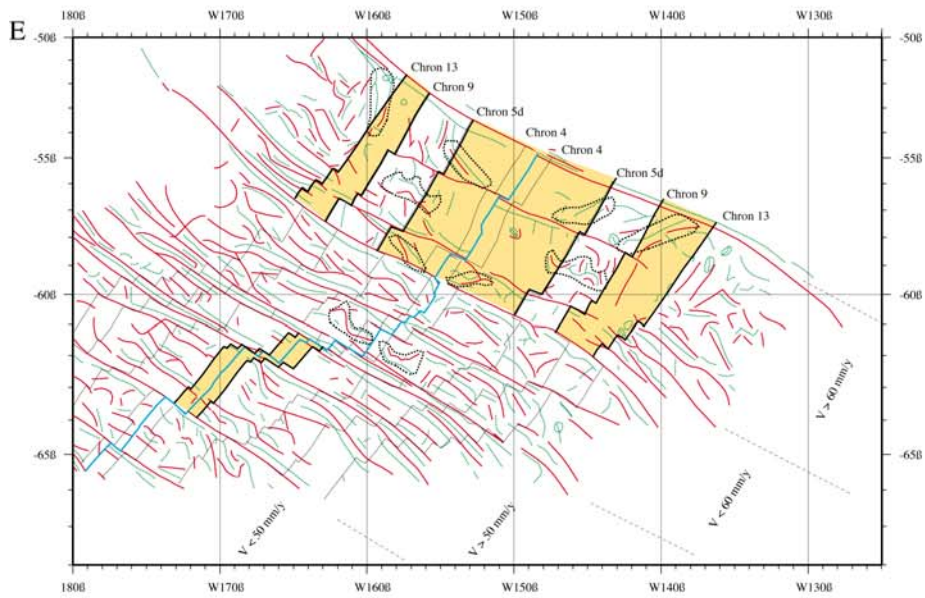 E
180ß W170ß W160ß W150ß W140ß W130ß
-50ß -50ß
Chron 13
Chron 9
Chron 5d
Chron 4
-55ß Chron 4 -55ß
Chron 5d
Chron 9
Chron 13
-60ß -60ß
V > 60 mm/y
-65ß -65ß
V < 50 mm/y V > 50 mm/y V < 60 mm/y
180ß W170ß W160ß W150ß W140ß W130ß